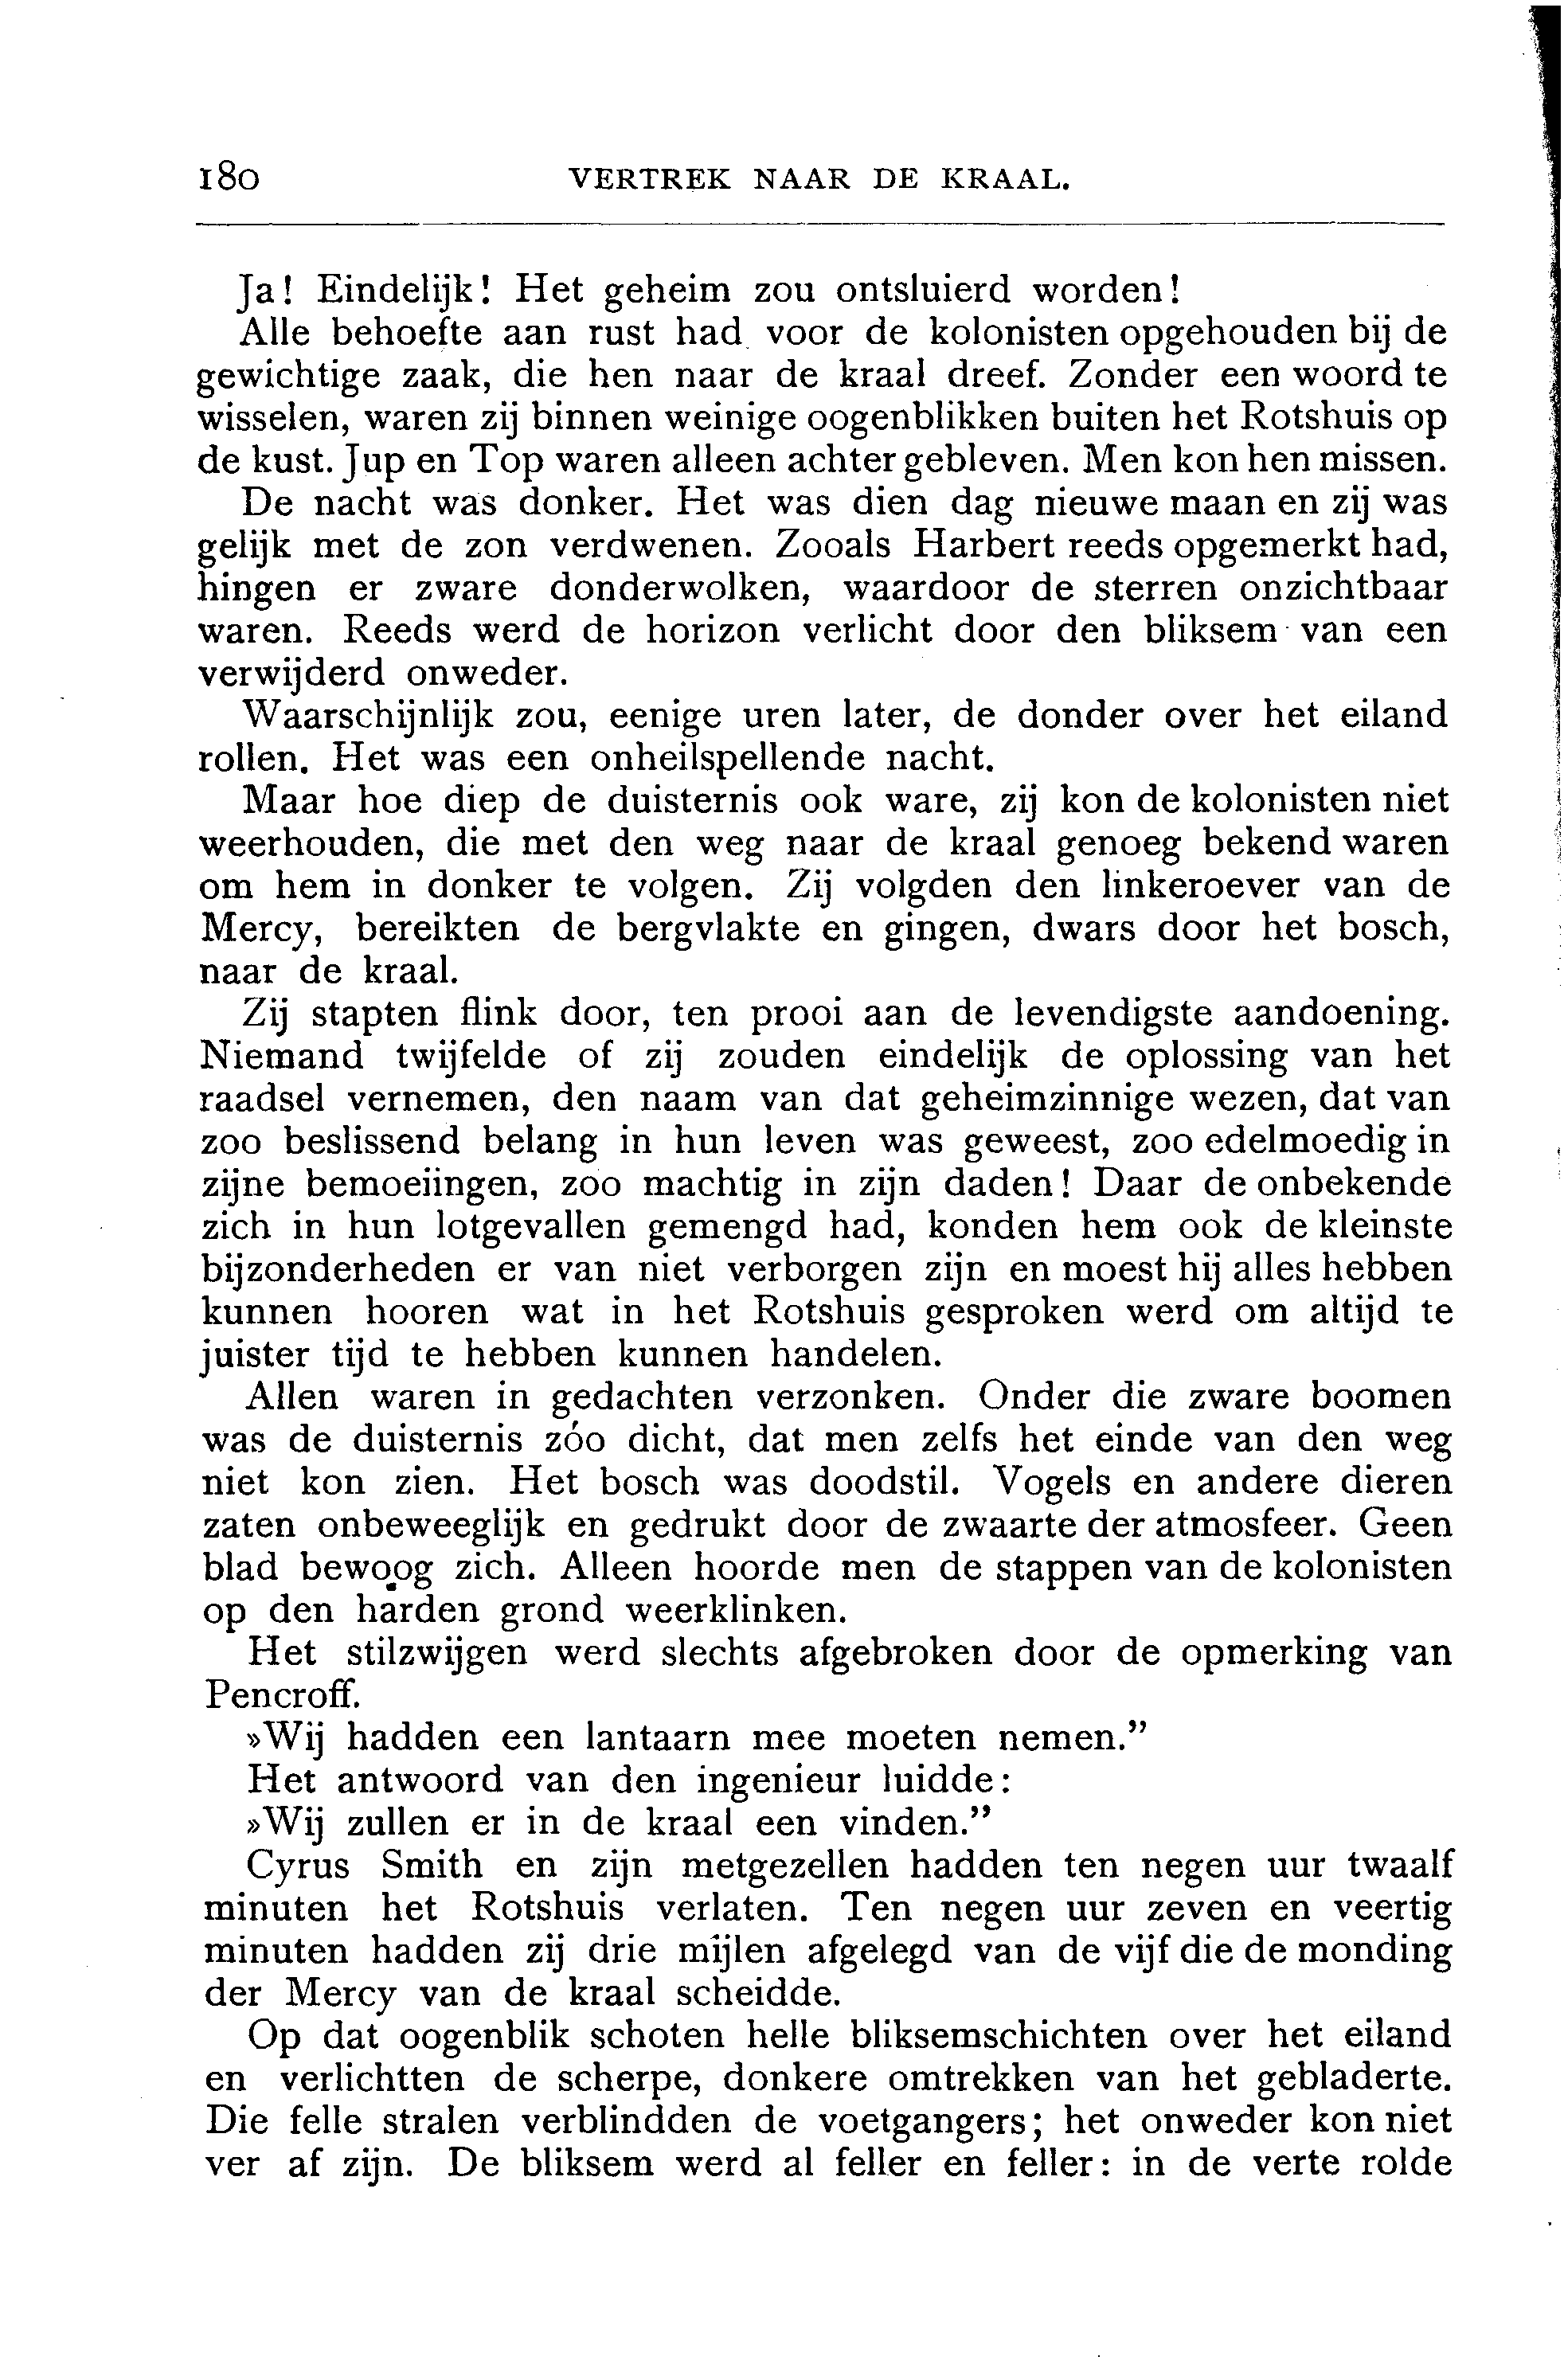 180 VERTREK NAAR DE KRAAL.
Ja! Eindelijk! Het geheim zou ontsluierd worden!
Alle behoefte aan rust had voor de kolonisten opgehouden bij de
gewichtige zaak, die hen naar de kraal dreef. Zonder een woord te
wisselen, waren zij binnen weinige oogenblikken buiten het Rotshuis op
de kust. Jup en Top waren alleen achter gebleven. Men kon hen missen.
De nacht was donker. Het was dien dag nieuwe maan en zij was
gelijk met de zon verdwenen. Zooals Harbert reeds opgemerkt had,
hingen er zware donderwolken, waardoor de sterren onzichtbaar
waren. Reeds werd de horizon verlicht door den bliksem van een
verwijderd onweder.
Waarschijnlijk zou, eenige uren later, de donder over het eiland
rollen. Het was een onheilspellende nacht.
Maar hoe diep de duisternis ook ware, zij kon de kolonisten niet
weerhouden, die met den weg naar de kraal genoeg bekend waren
om hem in donker te volgen. Zij volgden den linkeroever van de
Mercy, bereikten de bergvlakte en gingen, dwars door het bosch,
naar de kraal.
Zij stapten flink door, ten prooi aan de levendigste aandoening.
Niemand twijfelde of zij zouden eindelijk de oplossing van het
raadsel vernemen, den naam van dat geheimzinnige wezen, dat van
zoo beslissend belang in hun leven was geweest, zoo edelmoedig in
zijne bemoeiingen, zoo machtig in zijn daden! Daar de onbekende
zich in hun lotgevallen gemengd had, konden hem ook de kleinste
bijzonderheden er van niet verborgen zijn en moest hij alles hebben
kunnen hooren wat in het Rotshuis gesproken werd om altijd te
juister tijd te hebben kunnen handelen.
Allen waren in gedachten verzonken. Onder die zware boomen
was de duisternis zóo dicht, dat men zelfs het einde van den weg
niet kon zien. Het bosch was doodstil. Vogels en andere dieren
zaten onbeweeglijk en gedrukt door de zwaarte der atmosfeer. Geen
blad bewoog zich. Alleen hoorde men de stappen van de kolonisten
op den harden grond weerklinken.
Het stilzwijgen werd slechts afgebroken door de opmerking van
Pencroff.
»Wij hadden een lantaarn mee moeten nemen.”
Het antwoord van den ingenieur luidde:
»Wij zullen er in de kraal een vinden.”
Cyrus Smith en zijn metgezellen hadden ten negen uur twaalf
minuten het Rotshuis verlaten. Ten negen uur zeven en veertig
minuten hadden zij drie mijlen afgelegd van de vijf die de monding
der Mercy van de kraal scheidde.
Op dat oogenblik schoten helle bliksemschichten over het eiland
en verlichtten de scherpe, donkere omtrekken van het gebladerte.
Die felle stralen verblindden de voetgangers; het onweder kon niet
ver af zijn. De bliksem werd al feller en feller: in de verte rolde